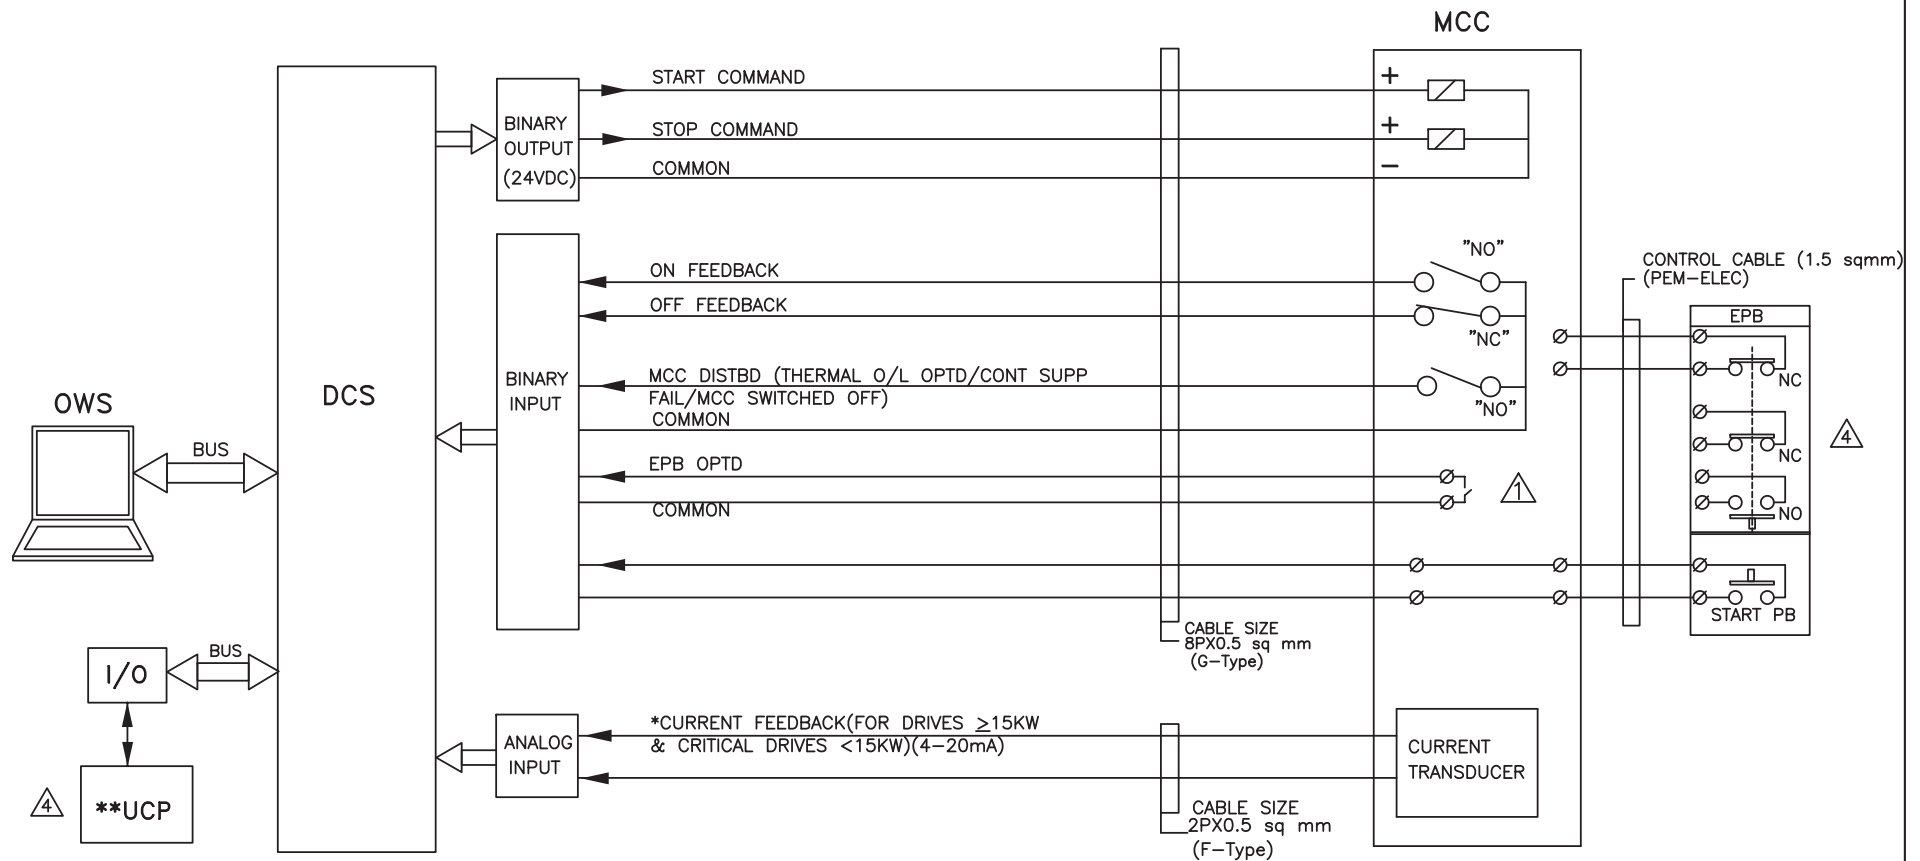 MCC
START COMMAND
STOP COMMAND
COMMON
+
+
−
BINARY
OUTPUT
(24VDC)
"NO"
ON FEEDBACK
OFF FEEDBACK
"NC"
MCC DISTBD (THERMAL O/L OPTD/CONT SUPP
FAIL/MCC SWITCHED OFF)
COMMON
"NO"
BINARY
INPUT
EPB OPTD
COMMON
1
CONTROL CABLE (1.5 sqmm)
(PEM-ELEC)
EPB
NC
NC
NO
START PB
4
OWS
BUS
DCS
BUS
I/O
**UCP
4
CABLE SIZE
8PX0.5 sq mm
(G-Type)
*CURRENT FEEDBACK(FOR DRIVES ≥15KW
& CRITICAL DRIVES <15KW)(4-20mA)
ANALOG
INPUT
CURRENT
TRANSDUCER
CABLE SIZE
2PX0.5 sq mm
(F-Type)